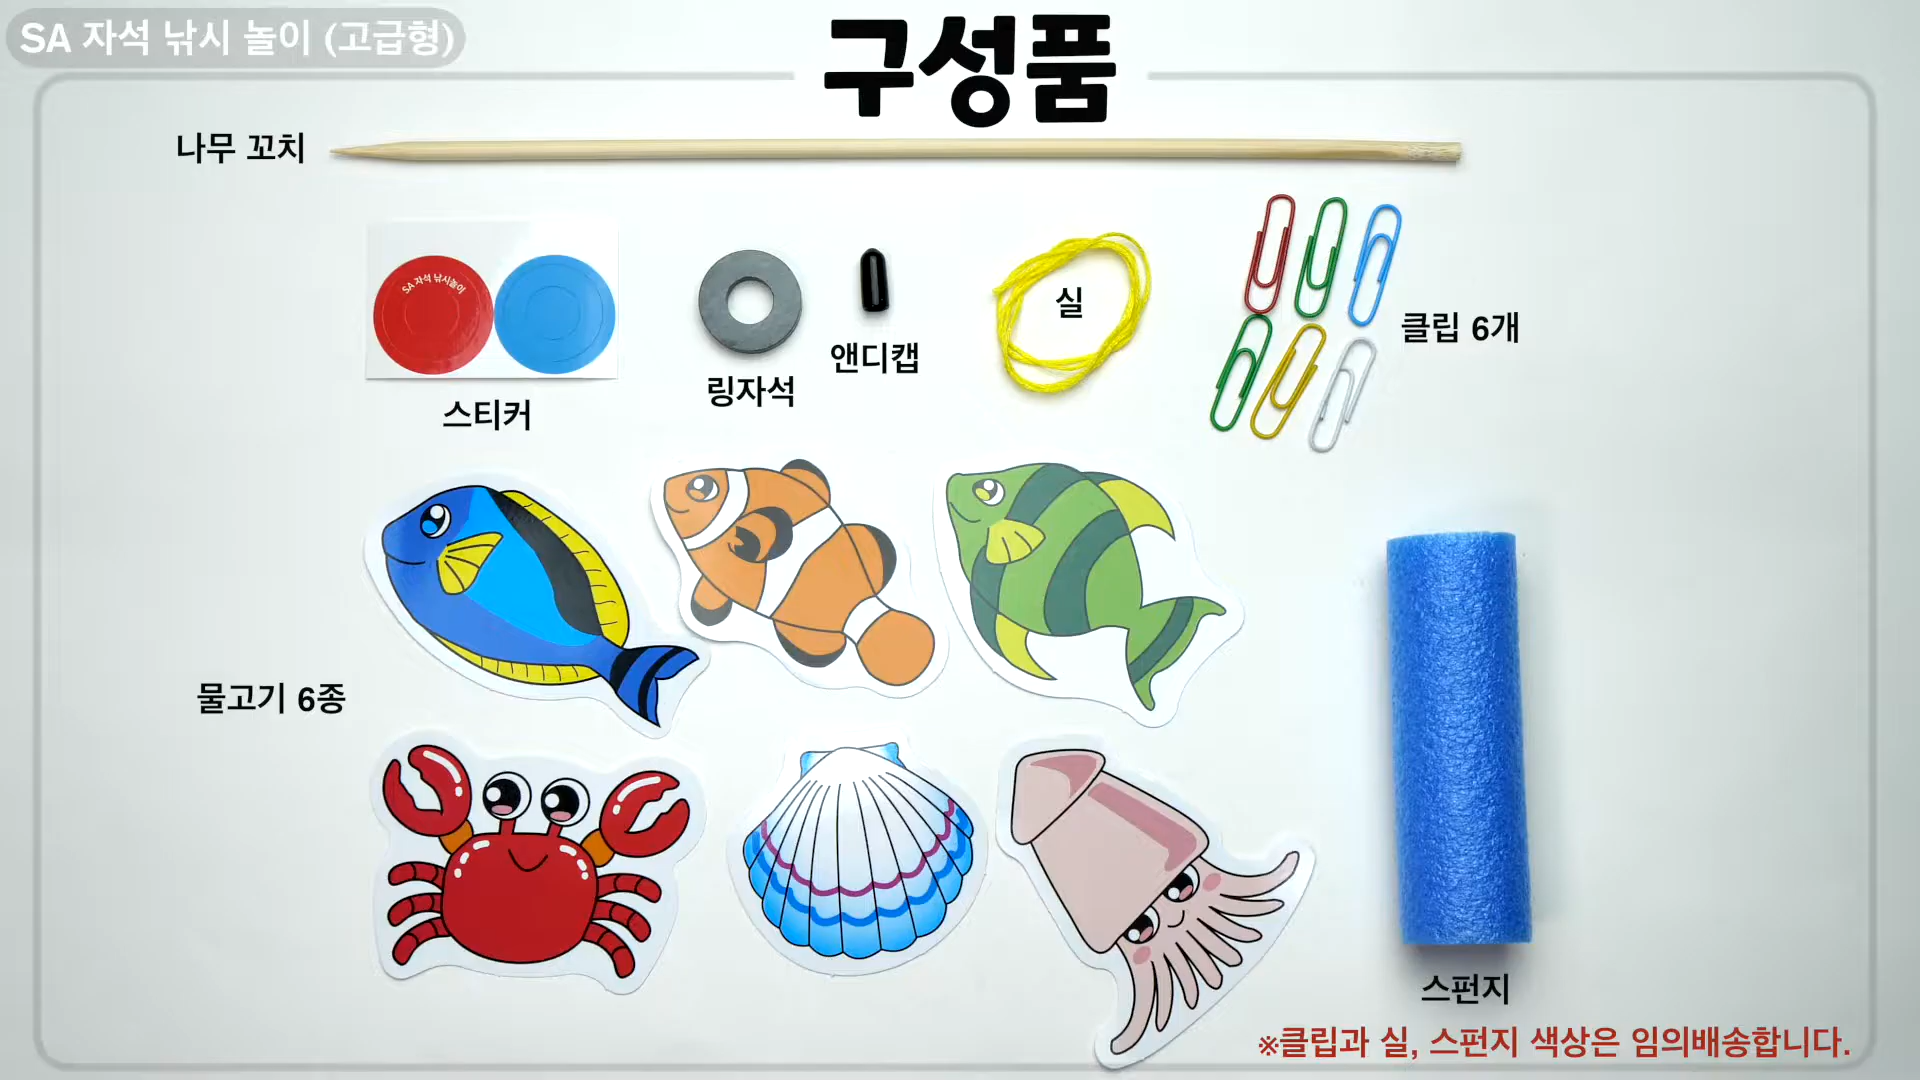 SA 자석 낚시 놀이 (고급형)
구성품
나무 꼬치
SA 자석 낚시놀이
스티커
링자석
앤디캡
실
클립 6개
물고기 6종
스펀지
※클립과 실, 스펀지 색상은 임의배송합니다.